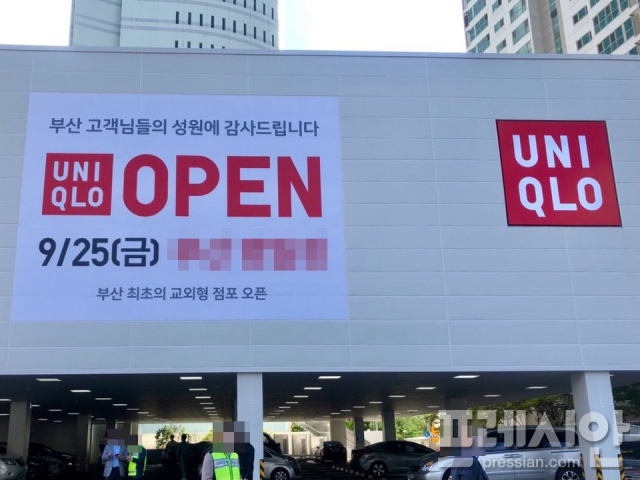 부산 고객님들의 성원에 감사드립니다
UNI
QLO
OPEN
9/25(금)
부산 최초의 교외형 점포 오픈
UNI
QLO
프레시안
pressian.com